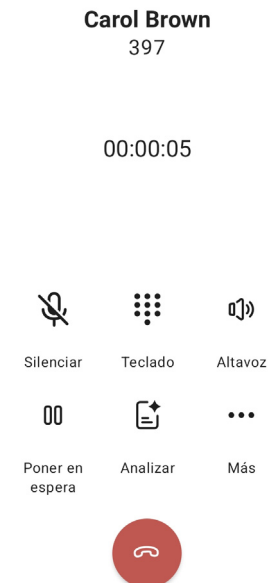 Carol Brown
397
00:00:05
Silenciar
Teclado
Altavoz
Poner en
espera
Analizar
Más